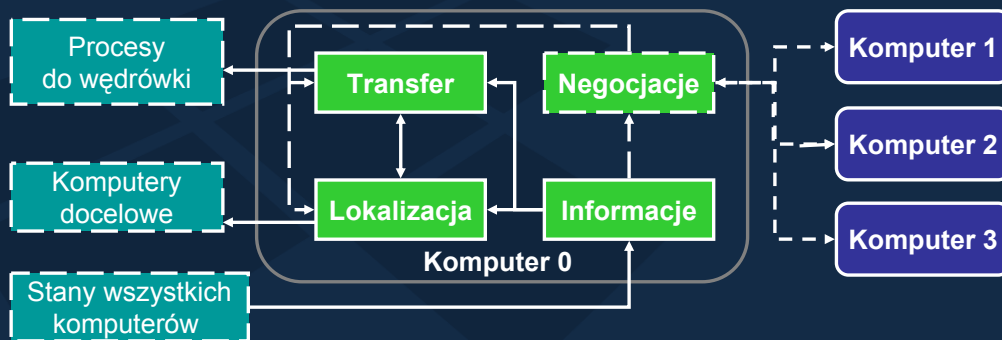 Procesy
do wędrówki
Transfer
Negocjacje
Komputer 1
Komputer 2
Komputery
docelowe
Lokalizacja
Informacje
Komputer 3
Komputer 0
Stany wszystkich
komputerów